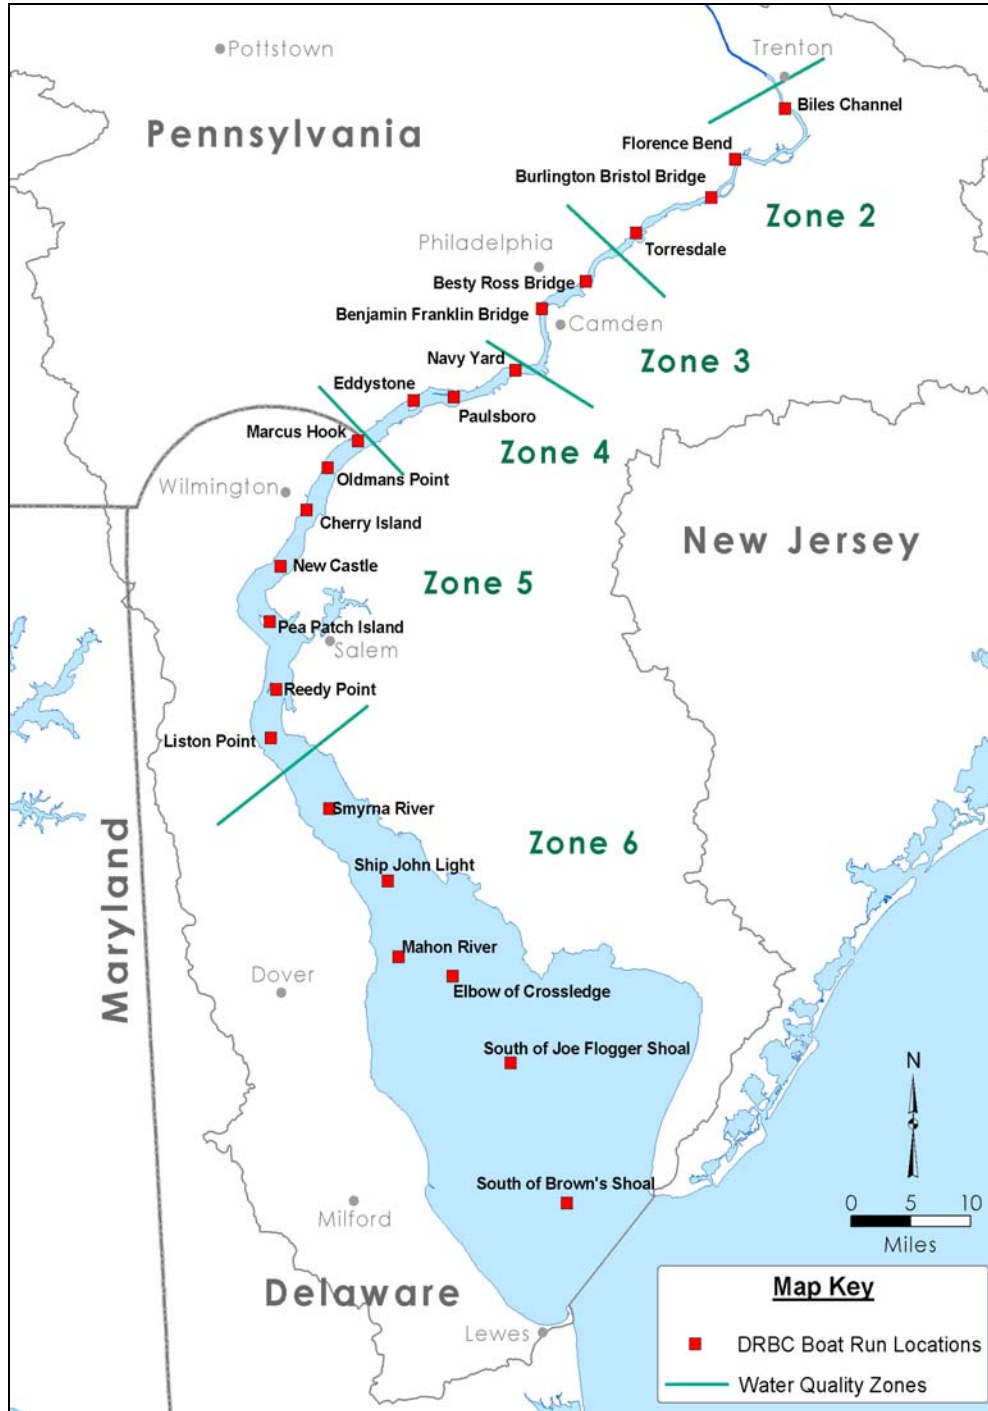 Pottstown
Trenton
Biles Channel
Pennsylvania
Florence Bend
Burlington Bristol Bridge
Zone 2
Philadelphia
Torresdale
Besty Ross Bridge
Benjamin Franklin Bridge
Camden
Navy Yard
Zone 3
Eddystone
Paulsboro
Marcus Hook
Zone 4
Oldmans Point
Wilmington
Cherry Island
New Jersey
New Castle
Zone 5
Pea Patch Island
Salem
Reedy Point
Liston Point
Smyrna River
Zone 6
Ship John Light
Maryland
Mahon River
Dover
Elbow of Crossledge
South of Joe Flogger Shoal
N
South of Brown's Shoal
Milford
0 5 10
Miles
Delaware
Lewes
Map Key
DRBC Boat Run Locations
Water Quality Zones